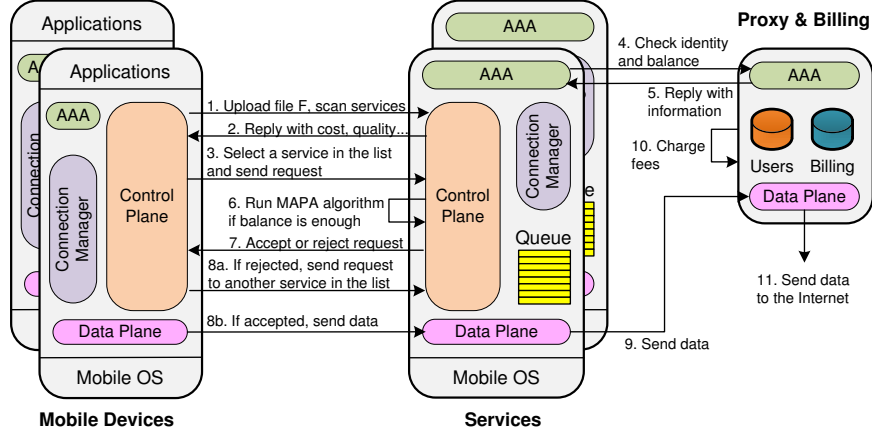 Applications
AA
Connection
Applications
AAA
Connection
Manager
Control
Plane
Data Plane
Mobile OS
Mobile Devices
1. Upload file F, scan services
2. Reply with cost, quality...
3. Select a service in the list
and send request
6. Run MAPA algorithm
if balance is enough
7. Accept or reject request
8a. If rejected, send request
to another service in the list
8b. If accepted, send data
AAA
AAA
Control
Plane
Connection
Manager
Queue
e
Data Plane
Mobile OS
Services
4. Check identity
and balance
5. Reply with
information
9. Send data
Proxy & Billing
AAA
10. Charge
fees
Users
Billing
Data Plane
11. Send data
to the Internet